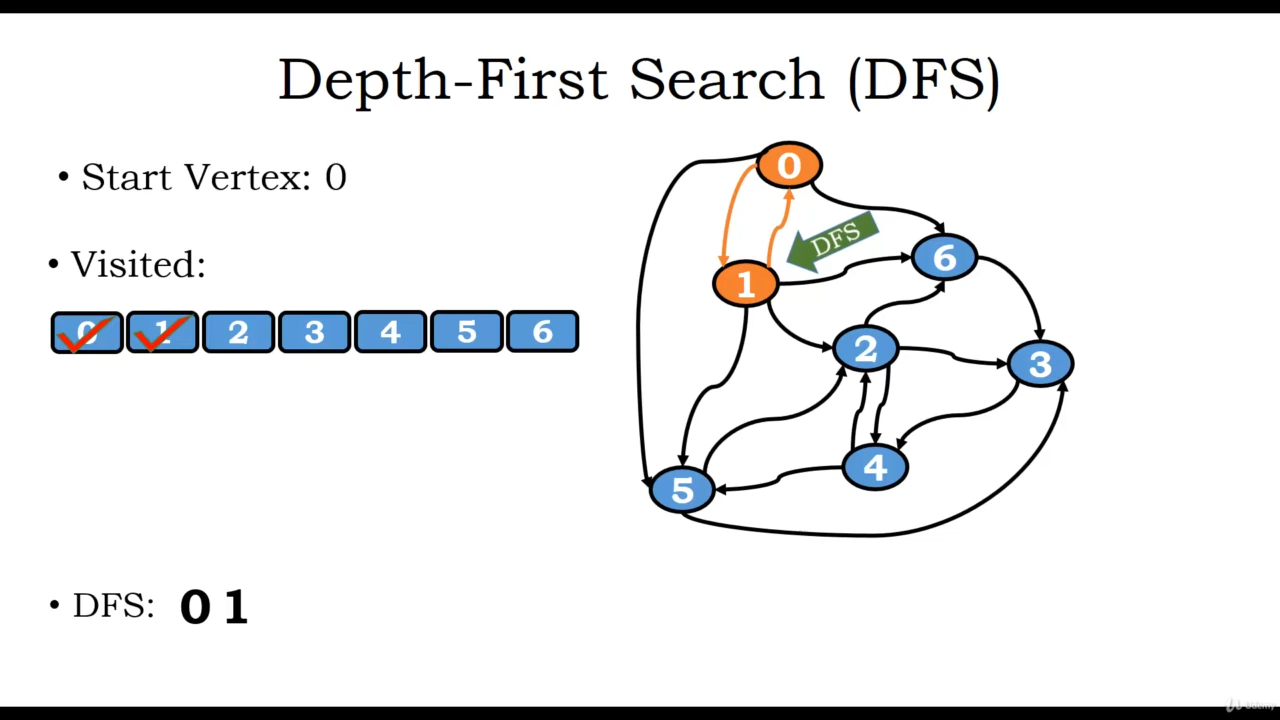 Depth-First Search (DFS)
• Start Vertex: 0
• Visited:
0 1 2 3 4 5 6
• DFS: 0 1
0
DFS
6
1
2
3
4
5
Udemy